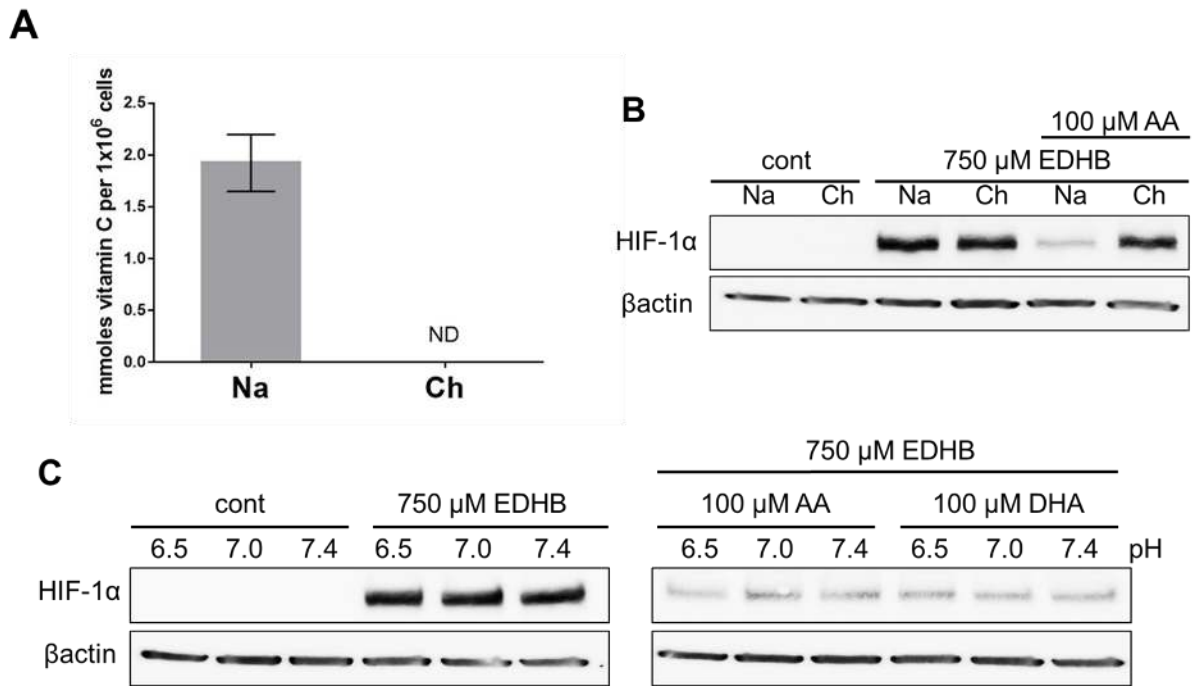 A
mmoles vitamin C per 1x10⁶ cells
2.5
2.0
1.5
1.0
0.5
0.0
ND
Na Ch
B
100 µM AA
cont 750 µM EDHB
Na Ch Na Ch Na Ch
HIF-1α
βactin
C
cont 750 µM EDHB
6.5 7.0 7.4 6.5 7.0 7.4
HIF-1α
βactin
750 µM EDHB
100 µM AA 100 µM DHA
6.5 7.0 7.4 6.5 7.0 7.4 pH